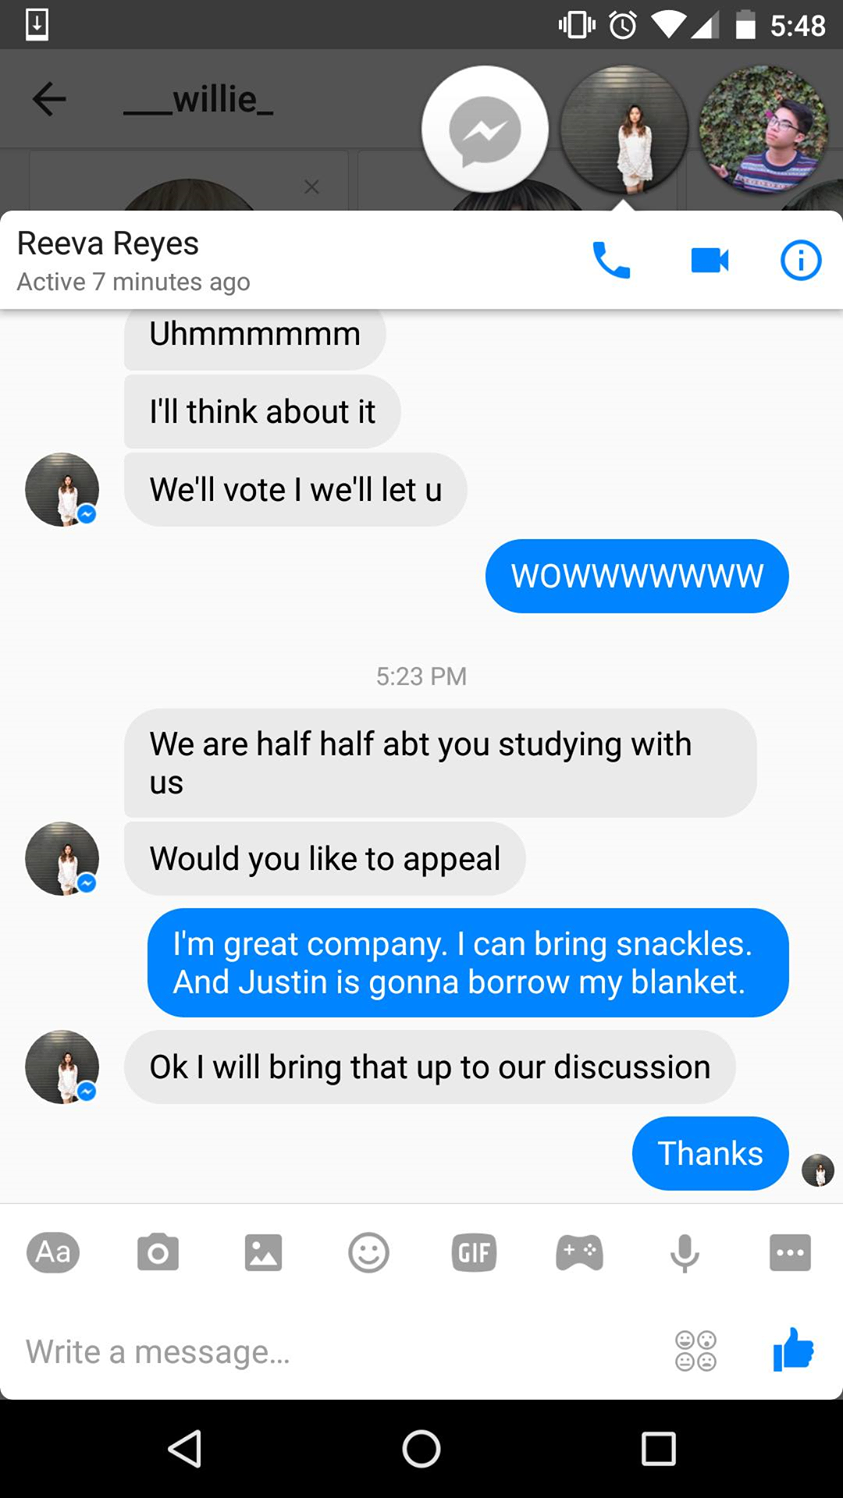 5:48
___willie_
Reeva Reyes
Active 7 minutes ago
Uhmmmmmm
I'll think about it
We'll vote I we'll let u
WOWWWWWWW
5:23 PM
We are half half abt you studying with
us
Would you like to appeal
I'm great company. I can bring snackles.
And Justin is gonna borrow my blanket.
Ok I will bring that up to our discussion
Thanks
Aa
GIF
Write a message...